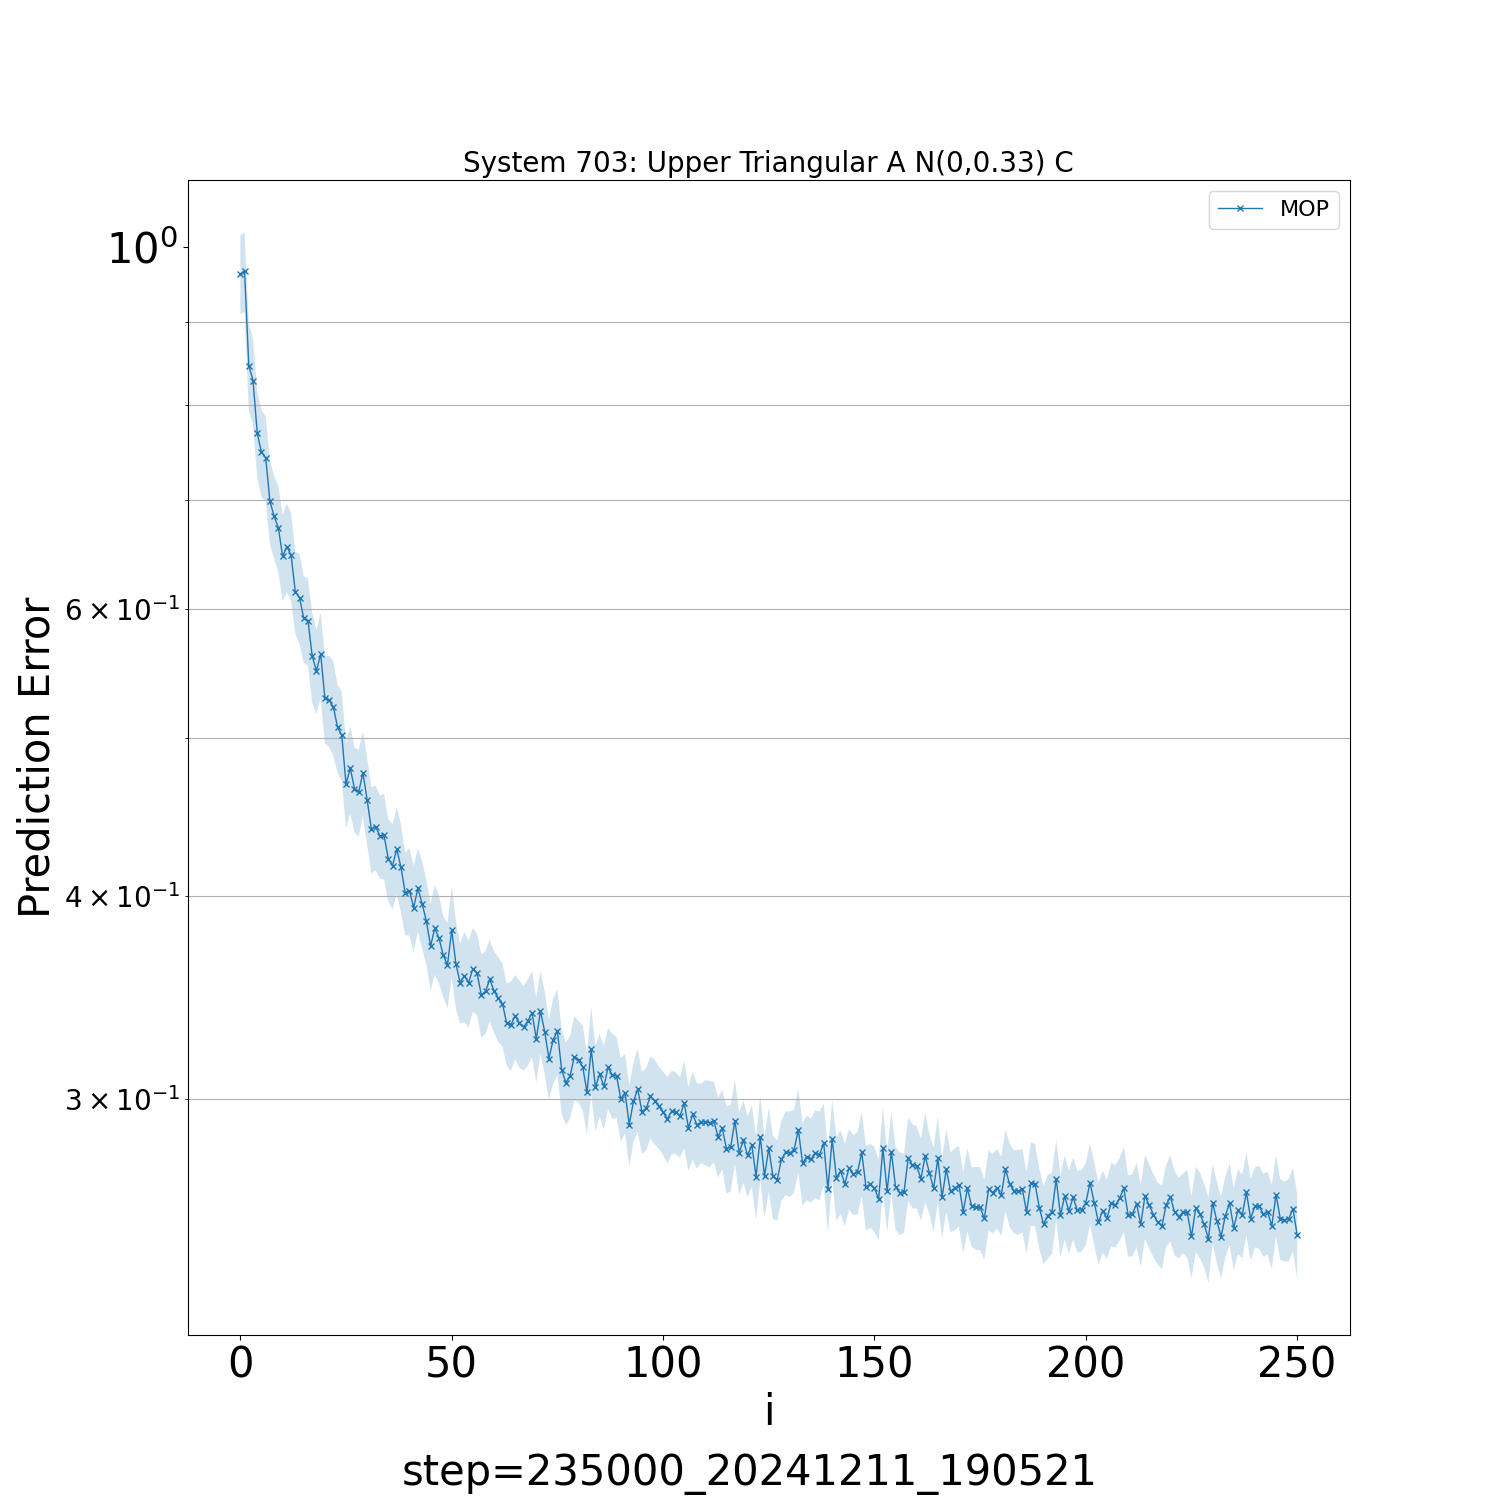 System 703: Upper Triangular A N(0,0.33) C
MOP
10⁰
6 × 10⁻¹
4 × 10⁻¹
3 × 10⁻¹
Prediction Error
0 50 100 150 200 250
i
step=235000_20241211_190521